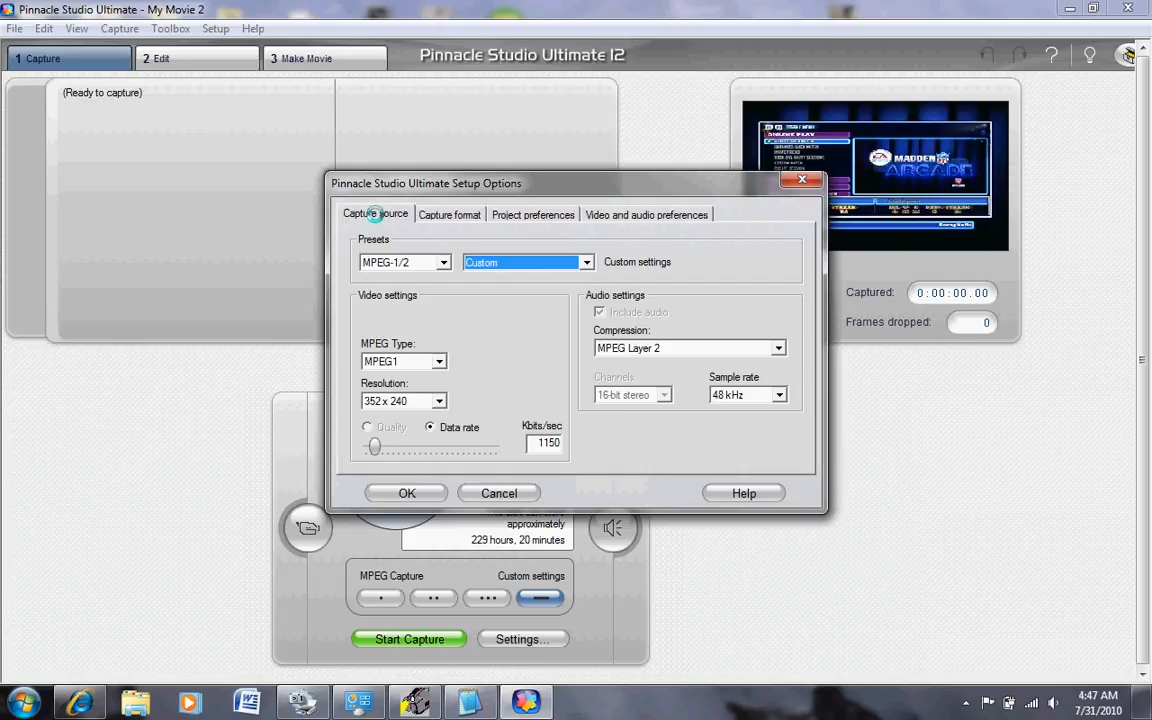 Pinnacle Studio Ultimate - My Movie 2
File Edit View Capture Toolbox Setup Help
1 Capture
2 Edit
3 Make Movie
Pinnacle Studio Ultimate 12
(Ready to capture)
MADDEN
ARCADE
Captured: 0:00:00.00
Frames dropped: 0
Pinnacle Studio Ultimate Setup Options
Capture source
Capture format
Project preferences
Video and audio preferences
Presets
MPEG-1/2
Custom
Custom settings
Video settings
MPEG Type:
MPEG1
Resolution:
352 x 240
Quality
Data rate
Kbits/sec
1150
Audio settings
Include audio
Compression:
MPEG Layer 2
Channels
16-bit stereo
Sample rate
48 kHz
OK
Cancel
Help
approximately
229 hours, 20 minutes
MPEG Capture
Custom settings
Start Capture
Settings...
4:47 AM
7/31/2010